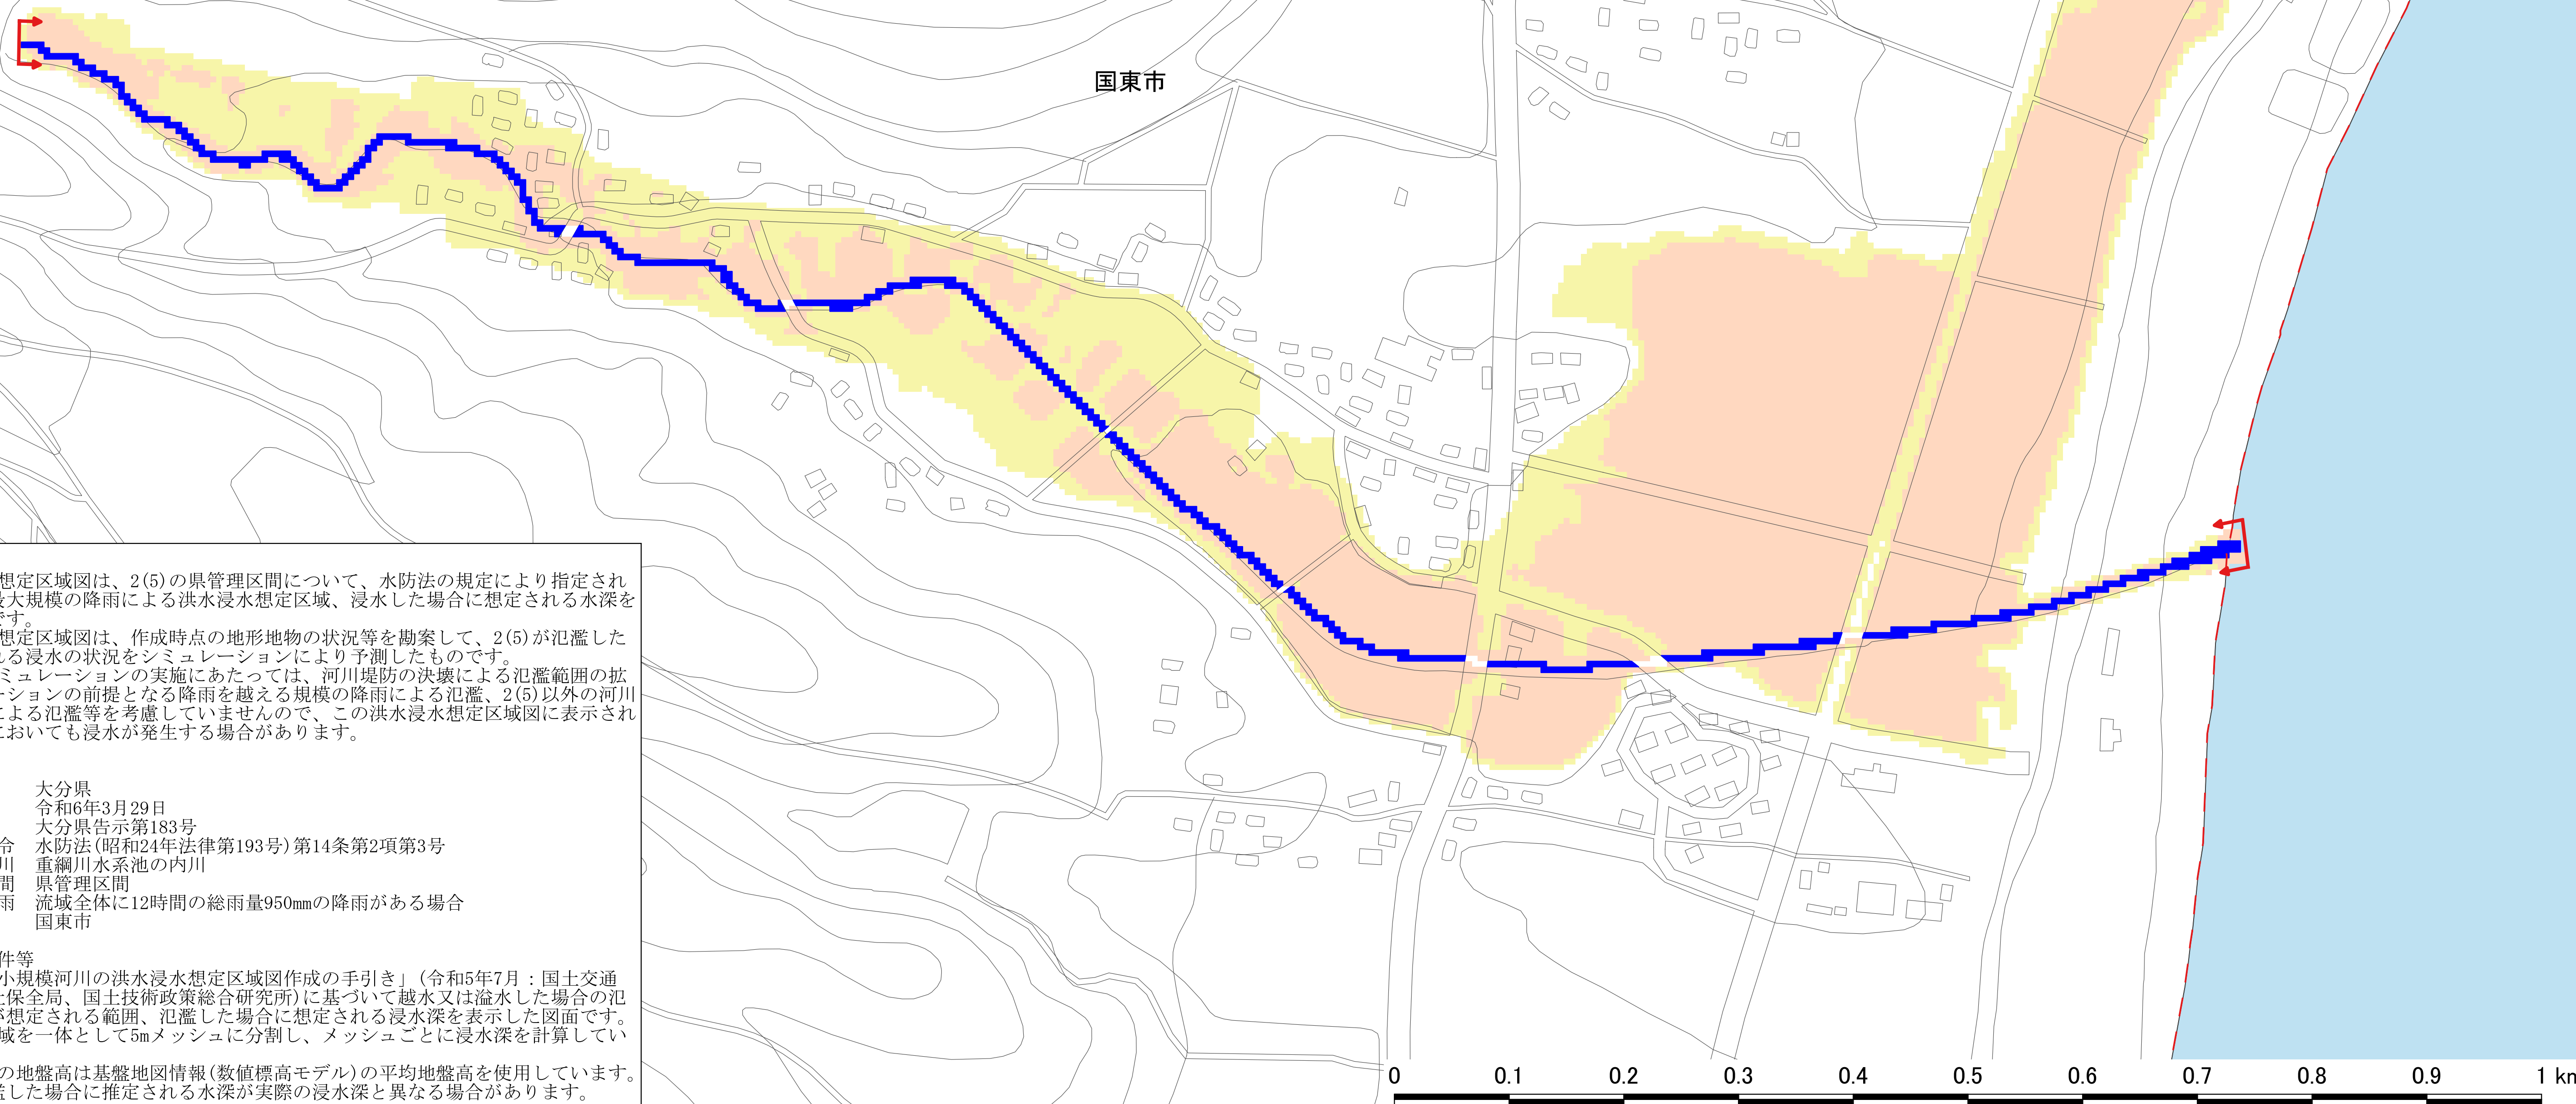 国東市
想定区域図は、2(5)の県管理区間について、水防法の規定により指定され
最大規模の降雨による洪水浸水想定区域、浸水した場合に想定される水深を
です。
想定区域図は、作成時点の地形地物の状況等を勘案して、2(5)が氾濫した
れる浸水の状況をシミュレーションにより予測したものです。
ミュレーションの実施にあたっては、河川堤防の決壊による氾濫範囲の拡
ーションの前提となる降雨を越える規模の降雨による氾濫、2(5)以外の河川
による氾濫等を考慮していませんので、この洪水浸水想定区域図に表示され
においても浸水が発生する場合があります。
大分県
令和6年3月29日
大分県告示第183号
令 水防法(昭和24年法律第193号)第14条第2項第3号
川 重綱川水系池の内川
間 県管理区間
雨 流域全体に12時間の総雨量950mmの降雨がある場合
国東市
件等
小規模河川の洪水浸水想定区域図作成の手引き」(令和5年7月：国土交通
土保全局、国土技術政策総合研究所)に基づいて越水又は溢水した場合の氾
が想定される範囲、氾濫した場合に想定される浸水深を表示した図面です。
域を一体として5mメッシュに分割し、メッシュごとに浸水深を計算してい
の地盤高は基盤地図情報(数値標高モデル)の平均地盤高を使用しています。
濫した場合に推定される水深が実際の浸水深と異なる場合があります。
0 0.1 0.2 0.3 0.4 0.5 0.6 0.7 0.8 0.9 1 km